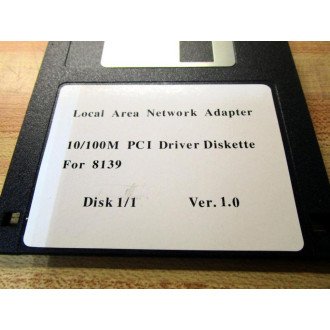 Local Area Network Adapter
10/100M PCI Driver Diskette
For 8139
Disk 1/1 Ver. 1.0